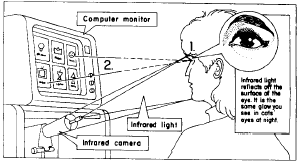 Computer monitor
1.
2.
Infrared light
reflects off the
surface of the
eye. It is the
same glow you
see in cats'
eyes at night.
Infrared light
Infrared camera